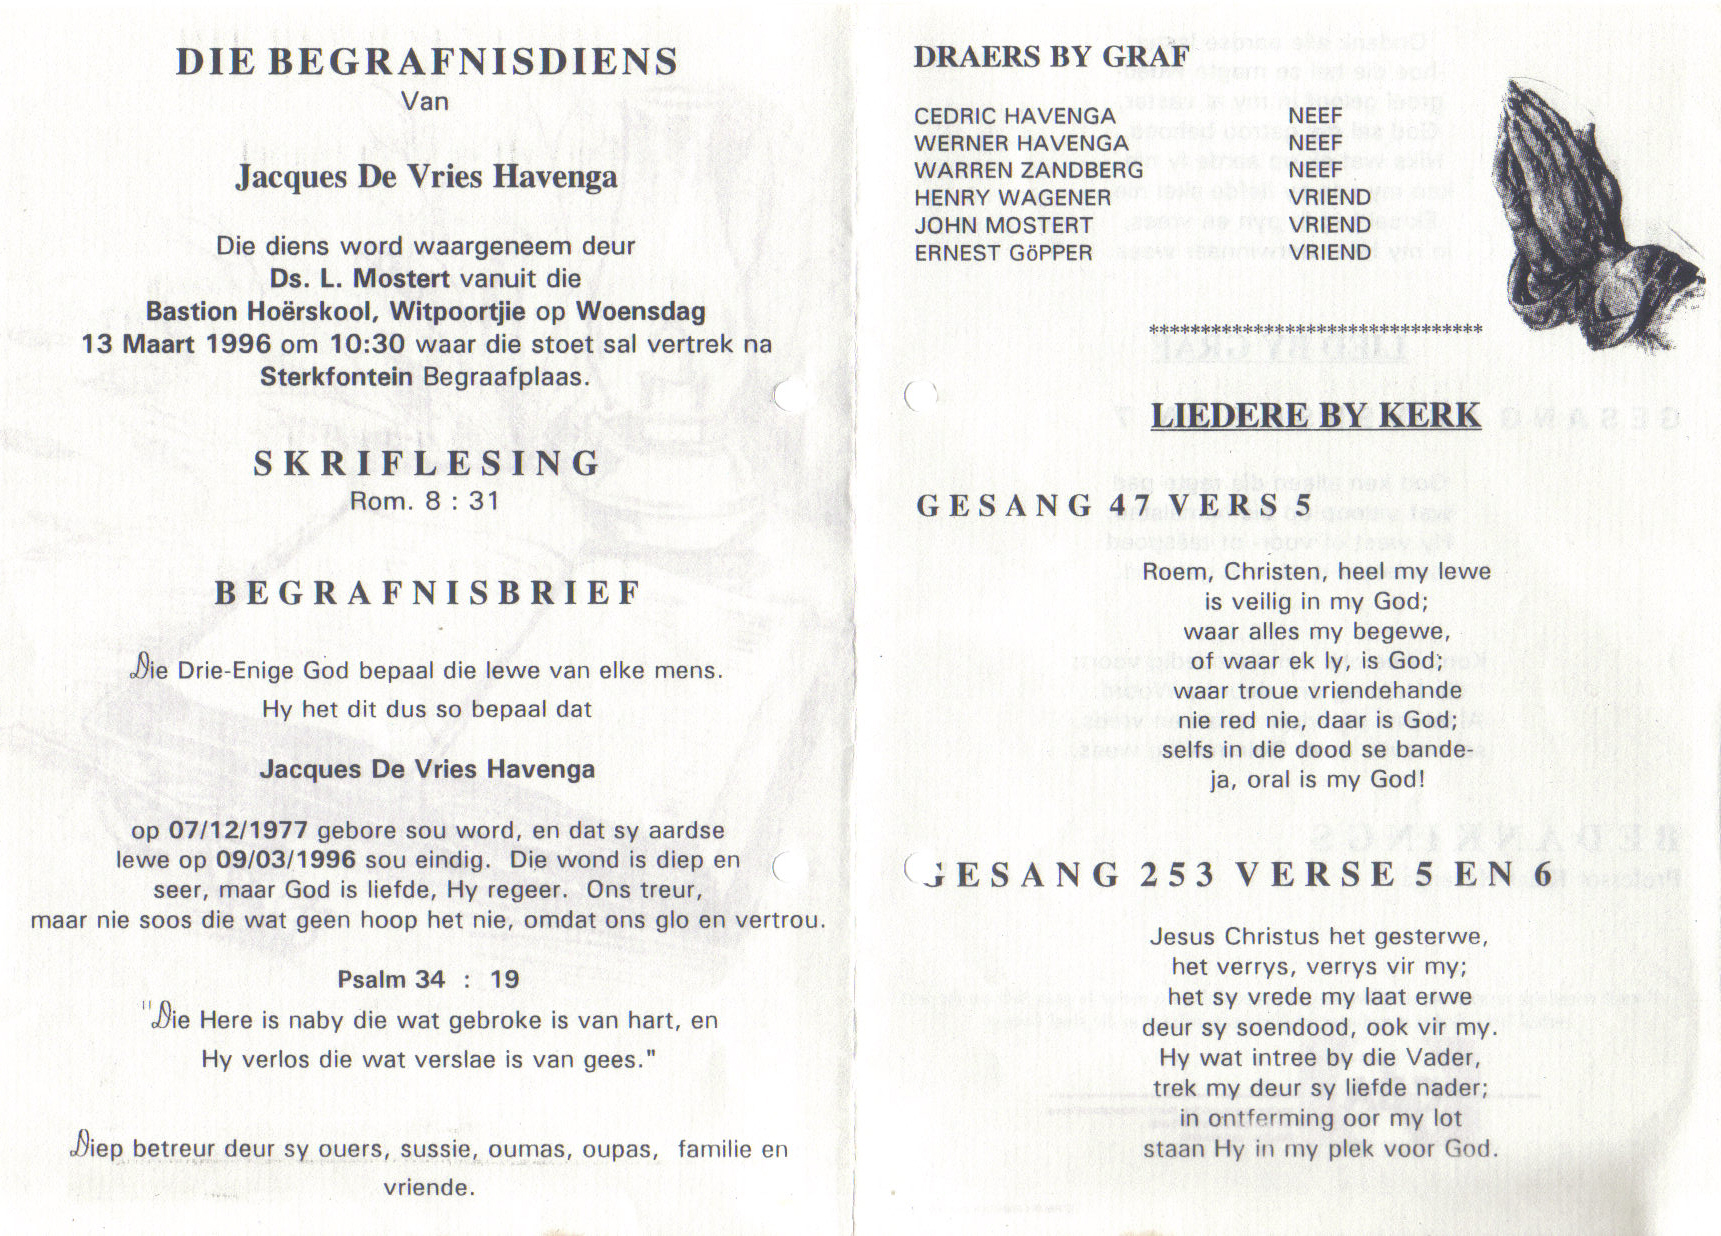 DIE BEGRAFNISDIENS
Van
Jacques De Vries Havenga
Die diens word waargeneem deur
Ds. L. Mostert vanuit die
Bastion Hoërskool, Witpoortjie op Woensdag
13 Maart 1996 om 10:30 waar die stoet sal vertrek na
Sterkfontein Begraafplaas.
SKRIFLESING
Rom. 8 : 31
BEGRAFNISBRIEF
Die Drie-Enige God bepaal die lewe van elke mens.
Hy het dit dus so bepaal dat
Jacques De Vries Havenga
op 07/12/1977 gebore sou word, en dat sy aardse
lewe op 09/03/1996 sou eindig. Die wond is diep en
seer, maar God is liefde, Hy regeer. Ons treur,
maar nie soos die wat geen hoop het nie, omdat ons glo en vertrou.
Psalm 34 : 19
"Die Here is naby die wat gebroke is van hart, en
Hy verlos die wat verslae is van gees."
Diep betreur deur sy ouers, sussie, oumas, oupas, familie en
vriende.
DRAERS BY GRAF
CEDRIC HAVENGA NEEF
WERNER HAVENGA NEEF
WARREN ZANDBERG NEEF
HENRY WAGENER VRIEND
JOHN MOSTERT VRIEND
ERNEST GöPPER VRIEND
********************************
LIEDERE BY KERK
GESANG 47 VERS 5
Roem, Christen, heel my lewe
is veilig in my God;
waar alles my begewe,
of waar ek ly, is God;
waar troue vriendehande
nie red nie, daar is God;
selfs in die dood se bande-
ja, oral is my God!
GESANG 253 VERSE 5 EN 6
Jesus Christus het gesterwe,
het verrys, verrys vir my;
het sy vrede my laat erwe
deur sy soendood, ook vir my.
Hy wat intree by die Vader,
trek my deur sy liefde nader;
in ontferming oor my lot
staan Hy in my plek voor God.